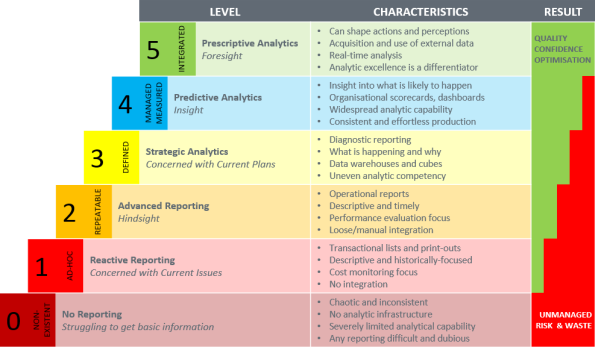 LEVEL
CHARACTERISTICS
RESULT
5
INTEGRATED
Prescriptive Analytics
Foresight
• Can shape actions and perceptions
• Acquisition and use of external data
• Real-time analysis
• Analytic excellence is a differentiator
QUALITY
CONFIDENCE
OPTIMISATION
4
MANAGED
MEASURED
Predictive Analytics
Insight
• Insight into what is likely to happen
• Organisational scorecards, dashboards
• Widespread analytic capability
• Consistent and effortless production
3
DEFINED
Strategic Analytics
Concerned with Current Plans
• Diagnostic reporting
• What is happening and why
• Data warehouses and cubes
• Uneven analytic competency
2
REPEATABLE
Advanced Reporting
Hindsight
• Operational reports
• Descriptive and timely
• Performance evaluation focus
• Loose/manual integration
1
AD-HOC
Reactive Reporting
Concerned with Current Issues
• Transactional lists and print-outs
• Descriptive and historically-focused
• Cost monitoring focus
• No integration
0
NON-
EXISTENT
No Reporting
Struggling to get basic information
• Chaotic and inconsistent
• No analytic infrastructure
• Severely limited analytical capability
• Any reporting difficult and dubious
UNMANAGED
RISK & WASTE